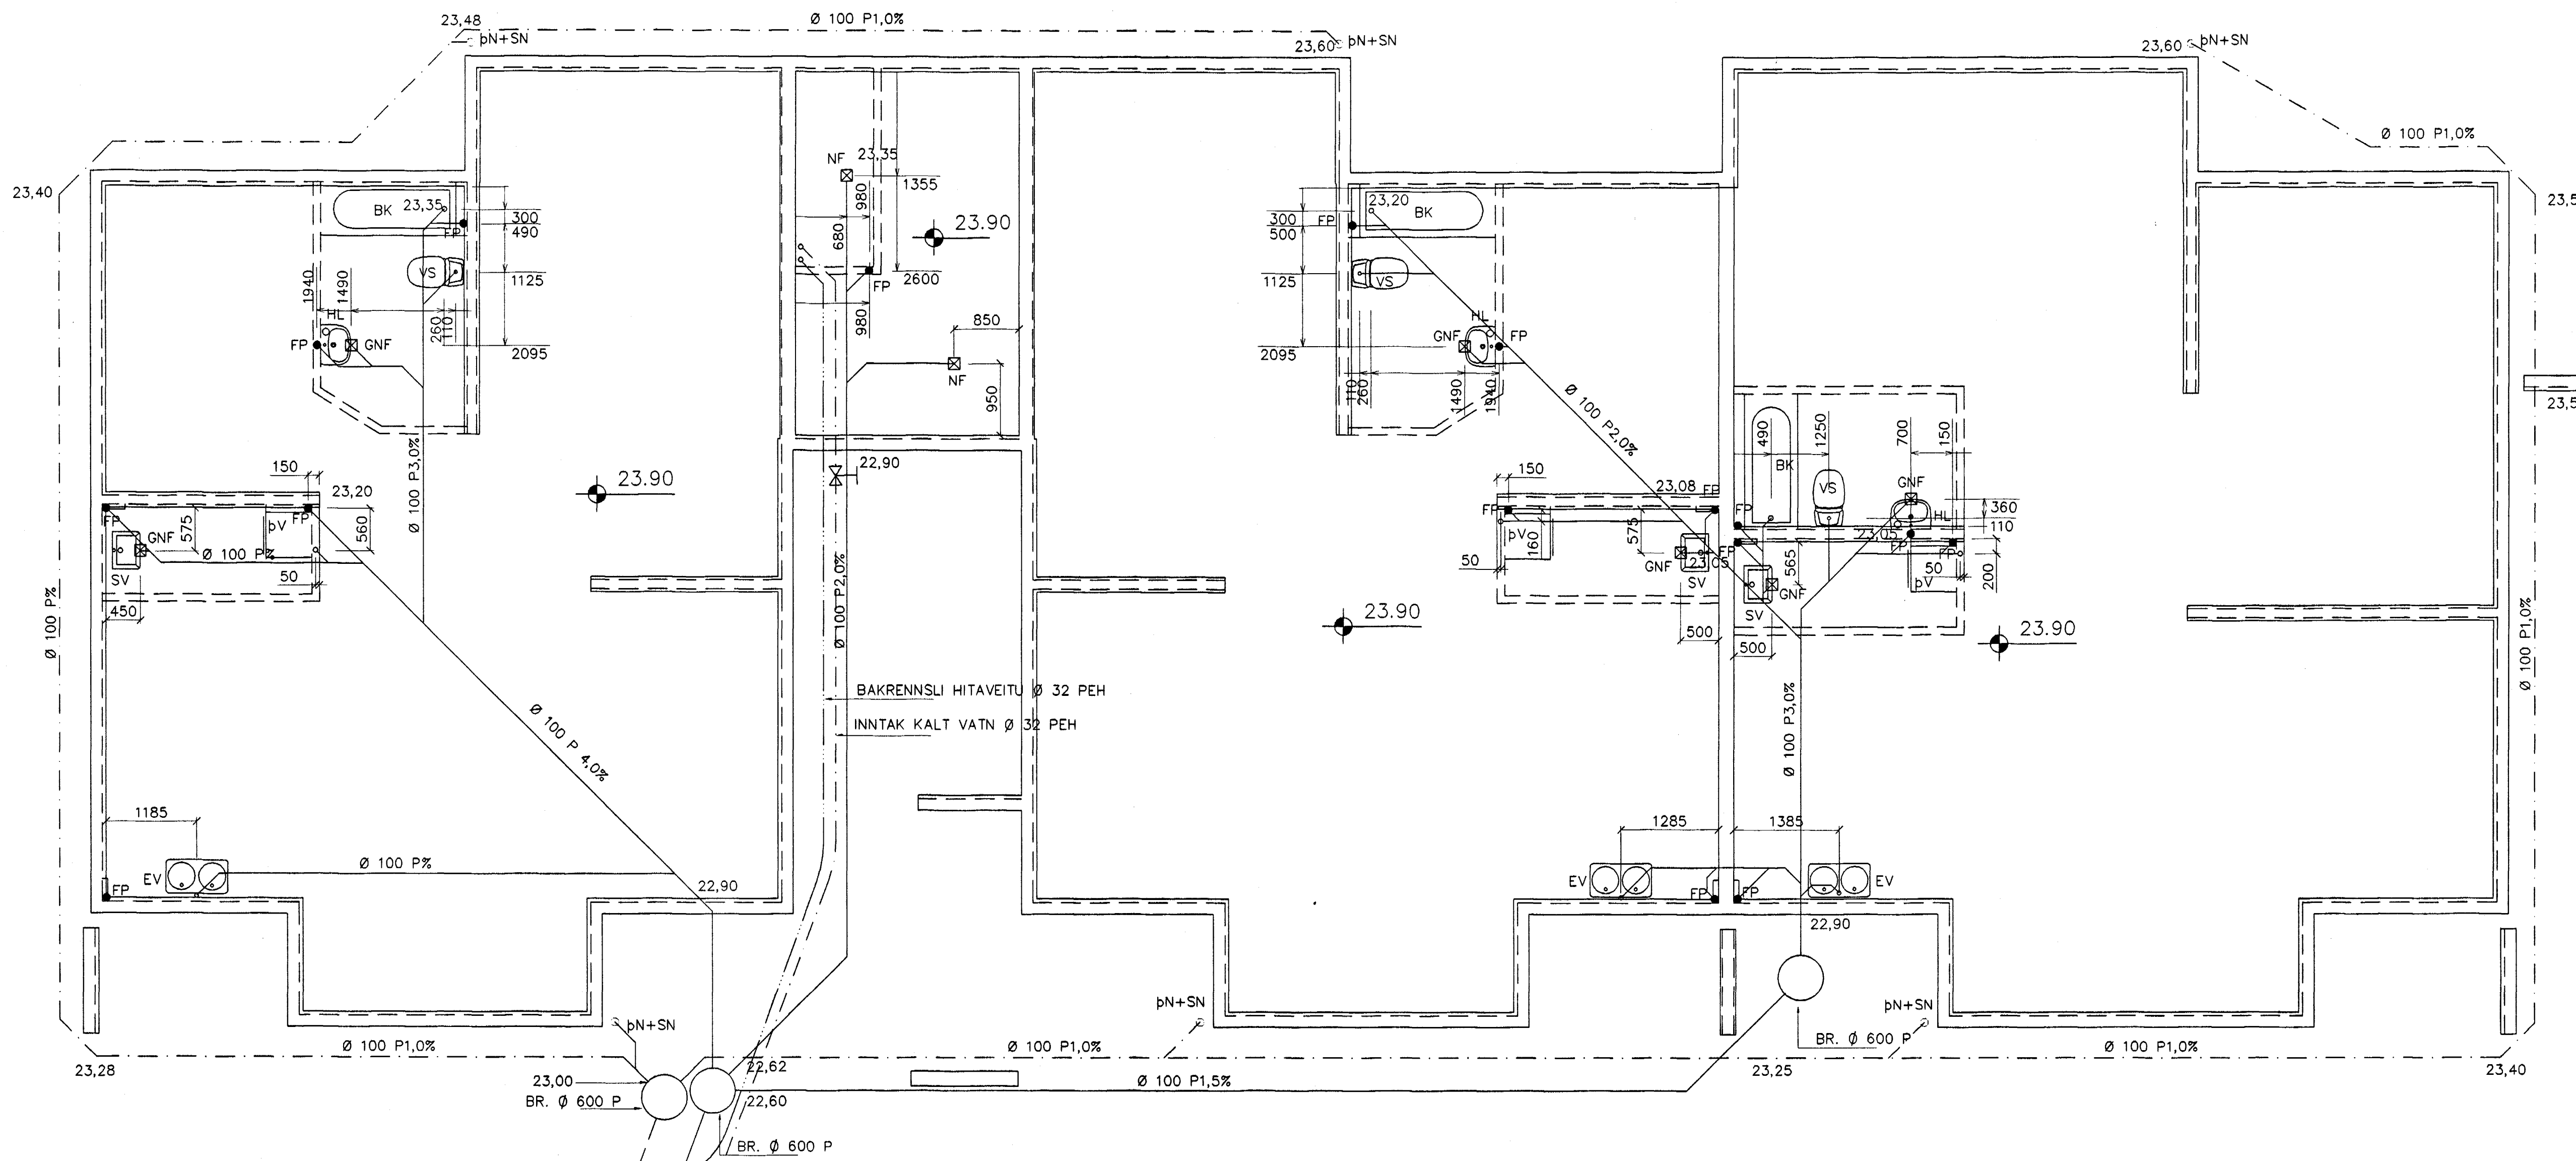 23,48
Ø 100 P1,0%
þN+SN
23,60
þN+SN
23,60
þN+SN
Ø 100 P1,0%
23,40
NF
23,35
1355
980
680
23.90
2600
FP
980
850
NF
950
BK
23,35
300
FP
490
VS
1125
1940
1490
HL
260
110
FP
GNF
2095
23,20
BK
300
FP
500
VS
1125
HL
GNF
FP
2095
110
260
1490
1940
Ø 100 P2,0%
23,5
23,5
Ø 100 P3,0%
150
23,20
23.90
22,90
FP
GNF
575
þV
FP
560
Ø 100 P%
SV
50
450
Ø 100 P%
Ø 100 P2,0%
150
23,08
FP
FP
þV
575
160
50
GNF
FP
23,05
SV
500
490
1250
700
150
BK
VS
GNF
360
HL
110
FP
23,05
FP
FP
565
50
200
þV
GNF
SV
500
23.90
23.90
Ø 100 P1,0%
BAKRENNSLI HITAVEITU Ø 32 PEH
INNTAK KALT VATN Ø 32 PEH
Ø 100 P 4,0%
Ø 100 P3,0%
1185
Ø 100 P%
EV
FP
22,90
1285
1385
EV
FP
FP
EV
22,90
þN+SN
þN+SN
þN+SN
Ø 100 P1,0%
Ø 100 P1,0%
BR. Ø 600 P
Ø 100 P1,0%
23,28
23,00
BR. Ø 600 P
22,62
22,60
Ø 100 P1,5%
23,25
23,40
BR. Ø 600 P